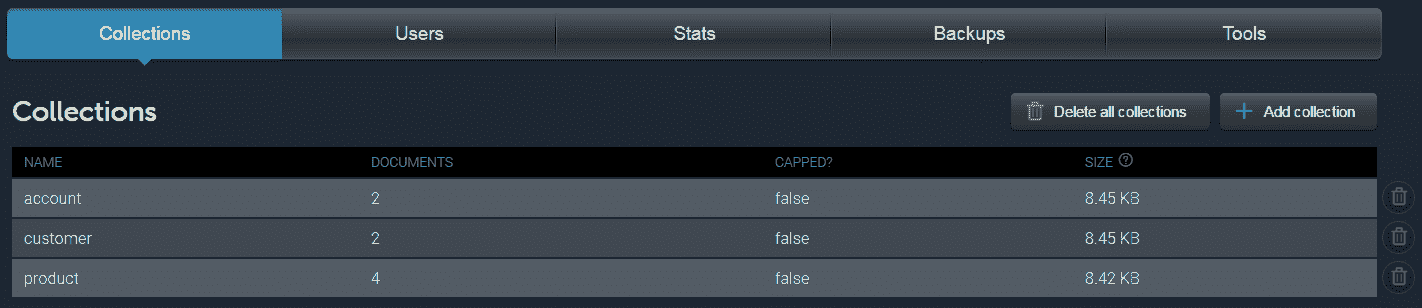 Collections Users Stats Backups Tools
Collections Delete all collections Add collection
NAME DOCUMENTS CAPPED? SIZE ?
account 2 false 8.45 KB
customer 2 false 8.45 KB
product 4 false 8.42 KB